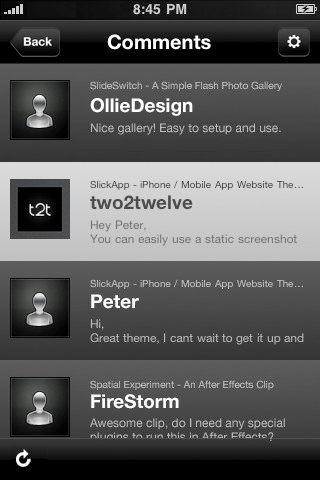 8:45 PM
Back
Comments
SlideSwitch - A Simple Flash Photo Gallery
OllieDesign
Nice gallery! Easy to setup and use.
SlickApp - iPhone / Mobile App Website The...
t2t
two2twelve
Hey Peter,
You can easily use a static screenshot
SlickApp - iPhone / Mobile App Website The...
Peter
Hi,
Great theme, I cant wait to get it up and
Spatial Experiment - An After Effects Clip
FireStorm
Awesome clip, do I need any special
plugins to run this in After Effects?